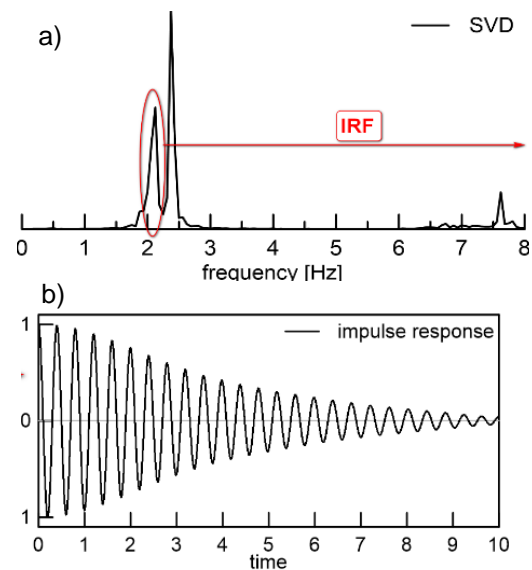 a)
SVD
IRF
0 1 2 3 4 5 6 7 8
frequency [Hz]
b)
1
impulse response
0
1
0 1 2 3 4 5 6 7 8 9 10
time